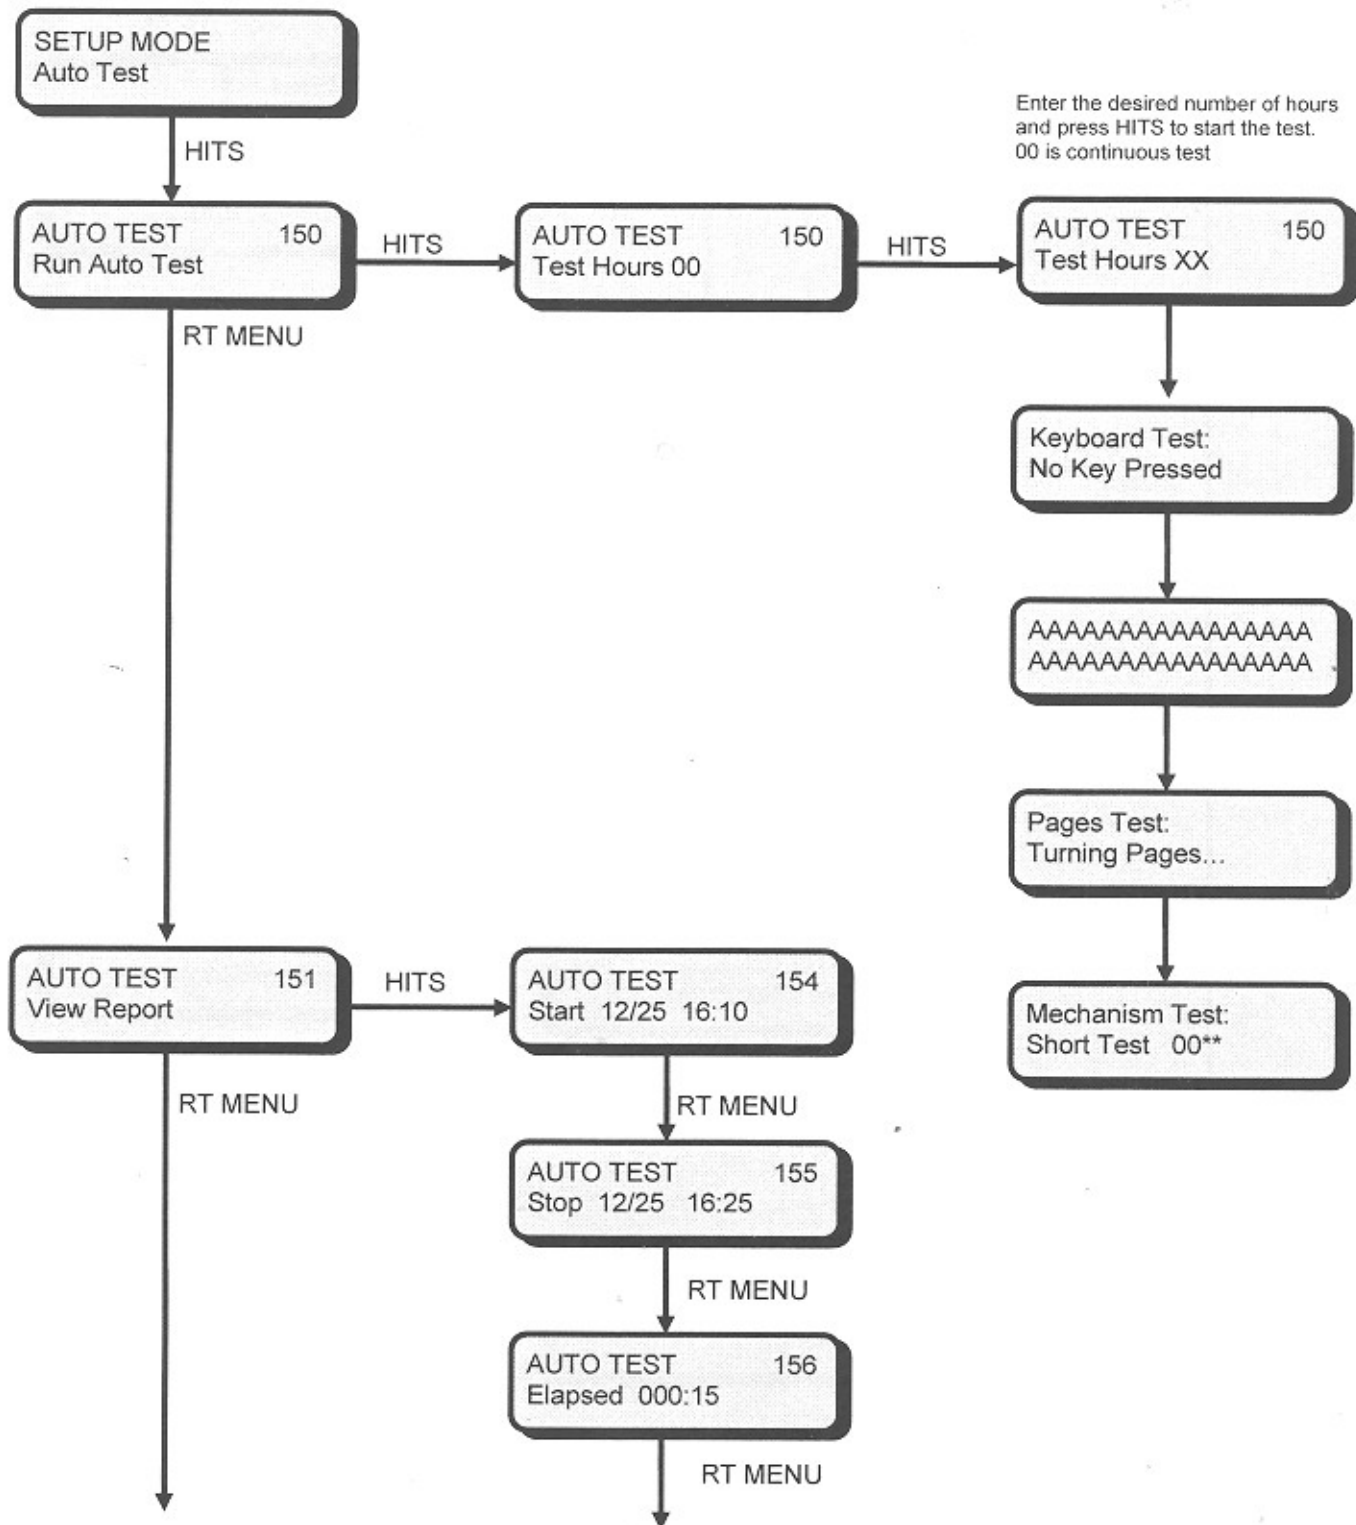 SETUP MODE
Auto Test
HITS
Enter the desired number of hours
and press HITS to start the test.
00 is continuous test
AUTO TEST 150
Run Auto Test
HITS
AUTO TEST 150
Test Hours 00
HITS
AUTO TEST 150
Test Hours XX
RT MENU
Keyboard Test:
No Key Pressed
AAAAAAAAAAAAAAAA
AAAAAAAAAAAAAAAA
Pages Test:
Turning Pages...
Mechanism Test:
Short Test 00**
AUTO TEST 151
View Report
HITS
AUTO TEST 154
Start 12/25 16:10
RT MENU
RT MENU
AUTO TEST 155
Stop 12/25 16:25
RT MENU
AUTO TEST 156
Elapsed 000:15
RT MENU